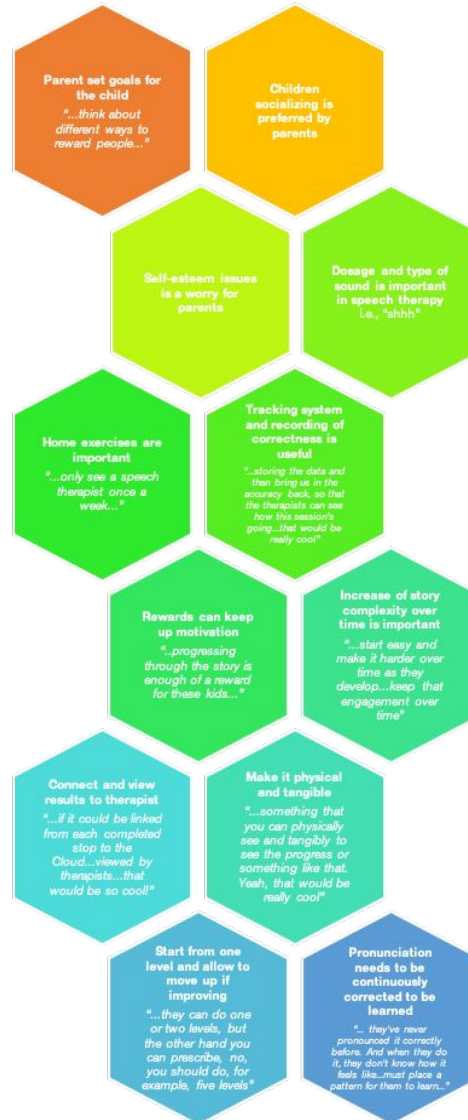 Parent set goals for
the child
"...think about
different ways to
reward people..."
Children
socializing is
preferred by
parents
Self-esteem issues
is a worry for
parents
Dosage and type of
sound is important
in speech therapy
i.e., "shhh"
Home exercises are
important
"...only see a speech
therapist once a
week..."
Tracking system
and recording of
correctness is
useful
"...storing the data and
then bring us in the
accuracy back, so that
the therapists can see
how this session's
going...that would be
really cool"
Rewards can keep
up motivation
"..progressing
through the story is
enough of a reward
for these kids..."
Increase of story
complexity over
time is important
"...start easy and
make it harder over
time as they
develop...keep that
engagement over
time"
Connect and view
results to therapist
"...if it could be linked
from each completed
stop to the
Cloud...viewed by
therapists...that
would be so cool!"
Make it physical
and tangible
"...something that
you can physically
see and tangibly to
see the progress or
something like that.
Yeah, that would be
really cool"
Start from one
level and allow to
move up if
improving
"...they can do one
or two levels, but
the other hand you
can prescribe, no,
you should do, for
example, five levels"
Pronunciation
needs to be
continuously
corrected to be
learned
"... they've never
pronounced it correctly
before. And when they do
it, they don't know how it
feels like...must place a
pattern for them to learn..."